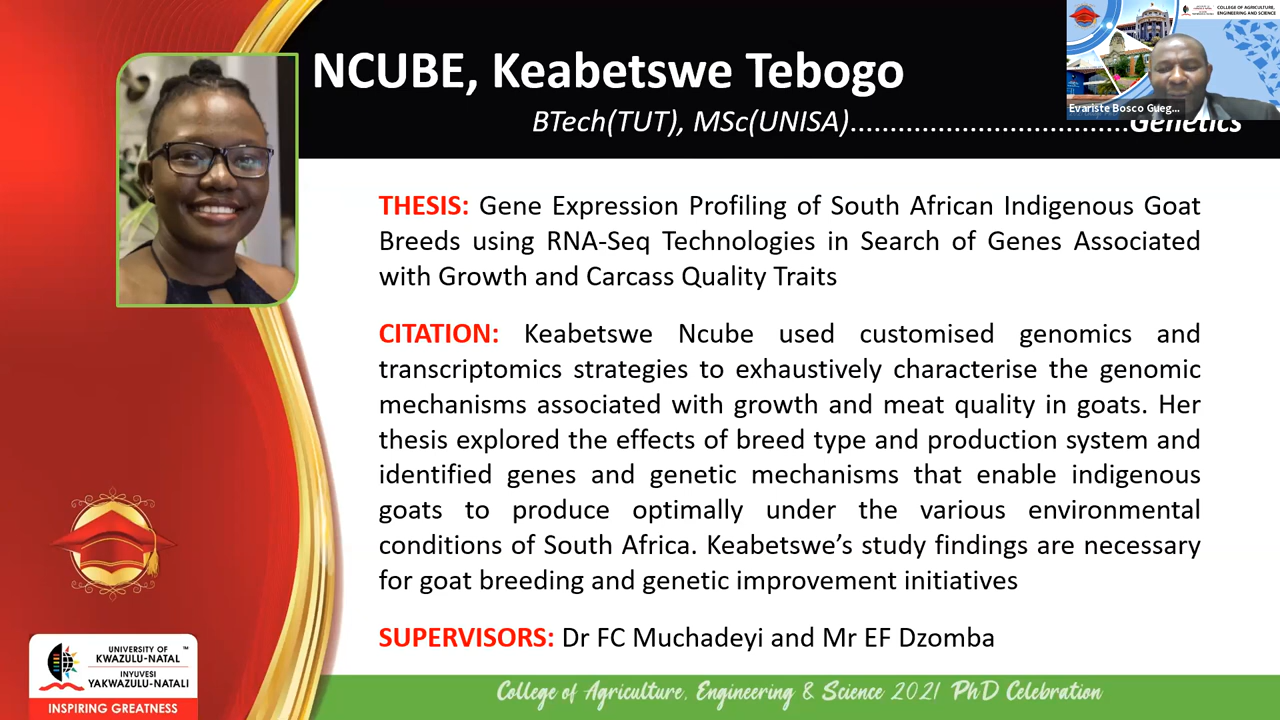 NCUBE, Keabetswe Tebogo
BTech(TUT), MSc(UNISA)...................................Genetics
COLLEGE OF AGRICULTURE,
ENGINEERING AND SCIENCE
Evariste Bosco Gueg...
THESIS: Gene Expression Profiling of South African Indigenous Goat
Breeds using RNA-Seq Technologies in Search of Genes Associated
with Growth and Carcass Quality Traits
CITATION: Keabetswe Ncube used customised genomics and
transcriptomics strategies to exhaustively characterise the genomic
mechanisms associated with growth and meat quality in goats. Her
thesis explored the effects of breed type and production system and
identified genes and genetic mechanisms that enable indigenous
goats to produce optimally under the various environmental
conditions of South Africa. Keabetswe’s study findings are necessary
for goat breeding and genetic improvement initiatives
SUPERVISORS: Dr FC Muchadeyi and Mr EF Dzomba
UNIVERSITY OF ™
KWAZULU-NATAL
INYUVESI
YAKWAZULU-NATALI
INSPIRING GREATNESS
College of Agriculture, Engineering & Science 2021 PhD Celebration